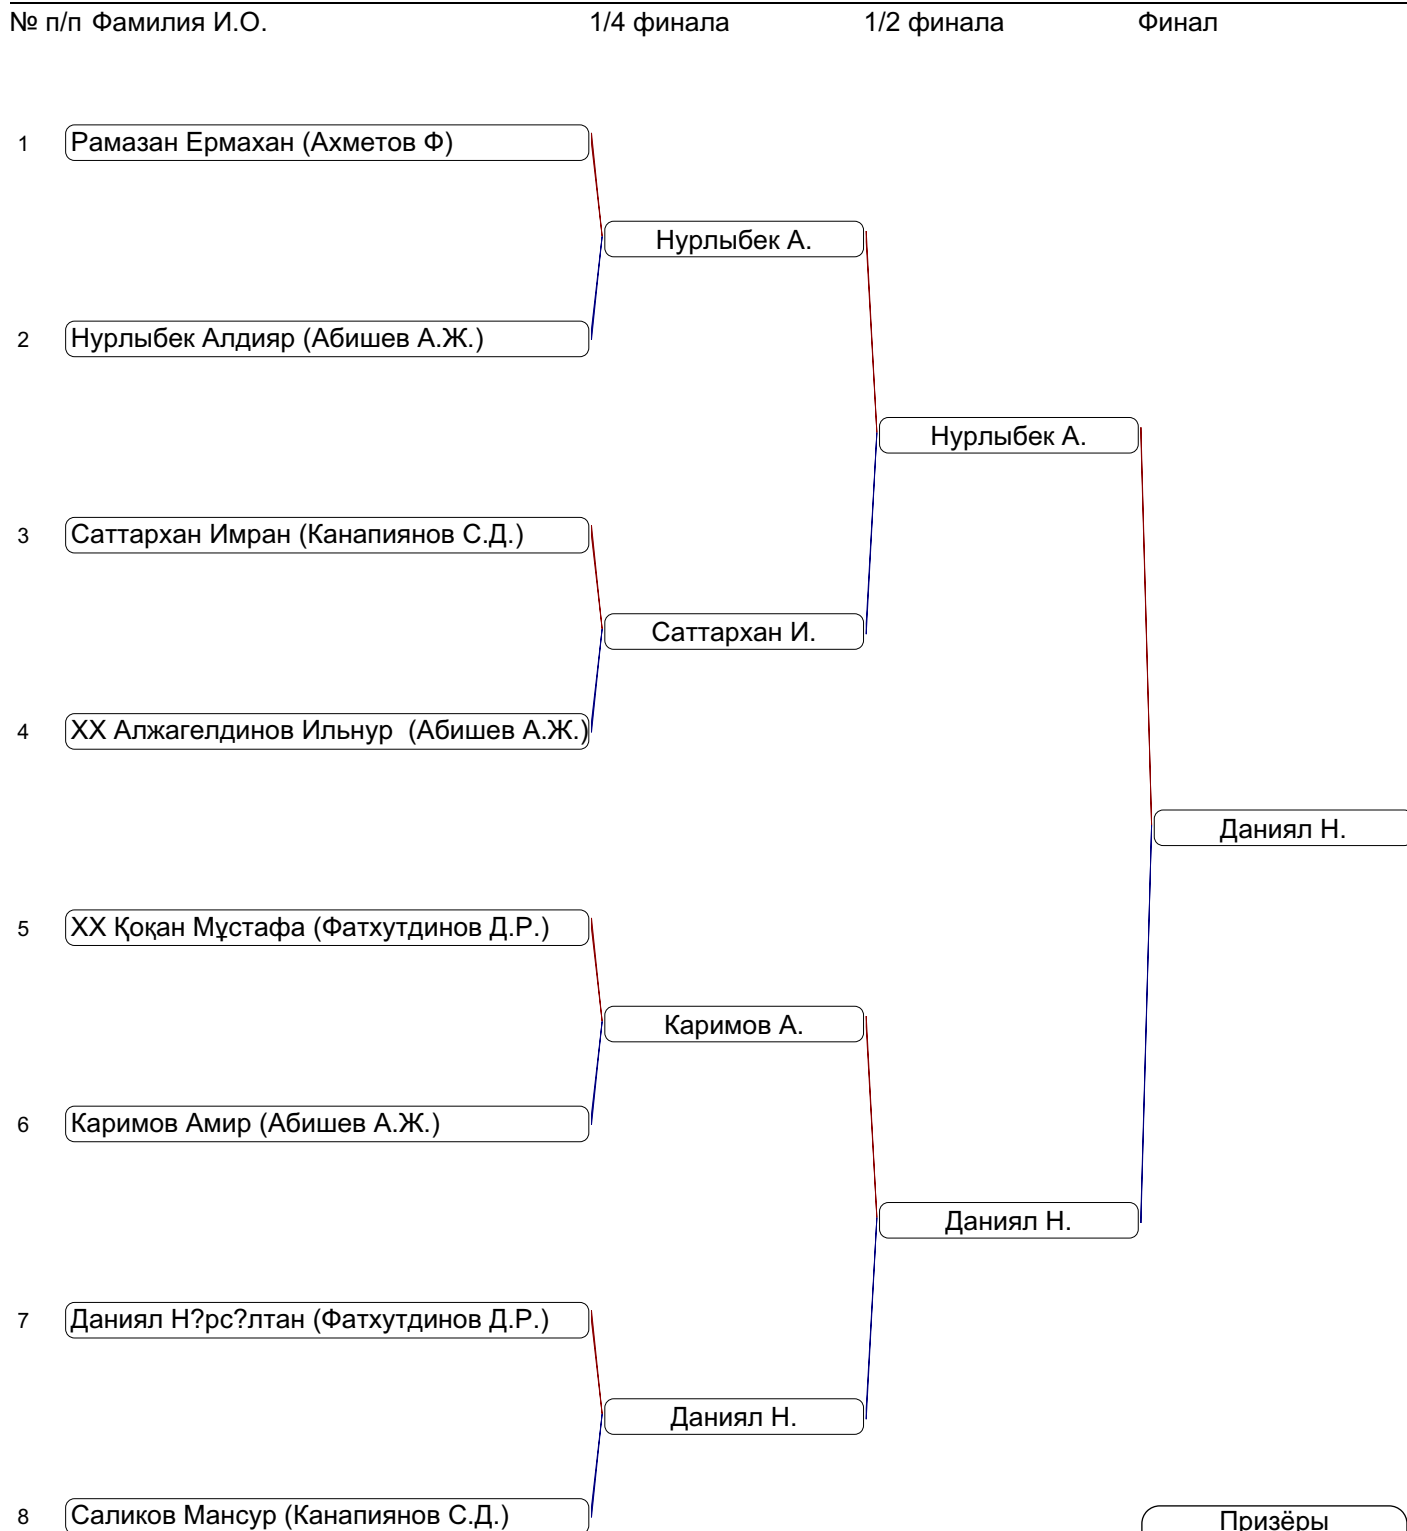 № п/п Фамилия И.О. 1/4 финала 1/2 финала Финал
1 Рамазан Ермахан (Ахметов Ф)
Нурлыбек А.
2 Нурлыбек Алдияр (Абишев А.Ж.)
Нурлыбек А.
3 Саттархан Имран (Канапиянов С.Д.)
Саттархан И.
4 XX Алжагелдинов Ильнур (Абишев А.Ж.)
Даниял Н.
5 XX Қоқан Мұстафа (Фатхутдинов Д.Р.)
Каримов А.
6 Каримов Амир (Абишев А.Ж.)
Даниял Н.
7 Даниял Н?рс?лтан (Фатхутдинов Д.Р.)
Даниял Н.
8 Саликов Мансур (Канапиянов С.Д.)
Призёры